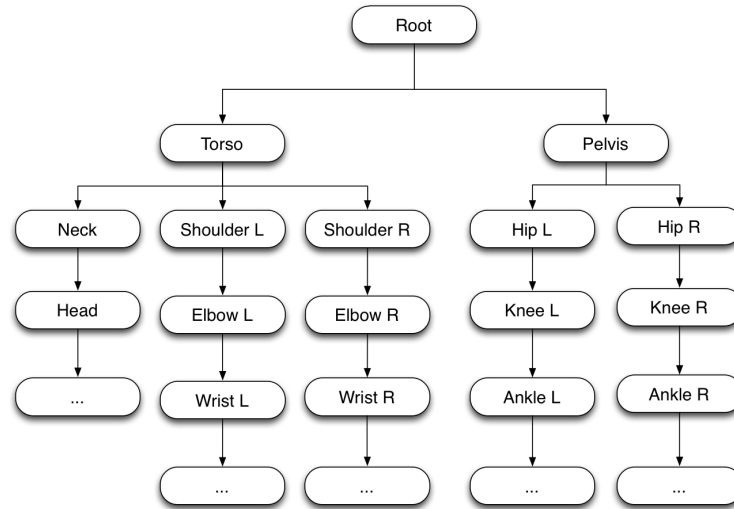 Root
Torso
Pelvis
Neck
Shoulder L
Shoulder R
Hip L
Hip R
Head
Elbow L
Elbow R
Knee L
Knee R
...
Wrist L
Wrist R
Ankle L
Ankle R
...
...
...
...